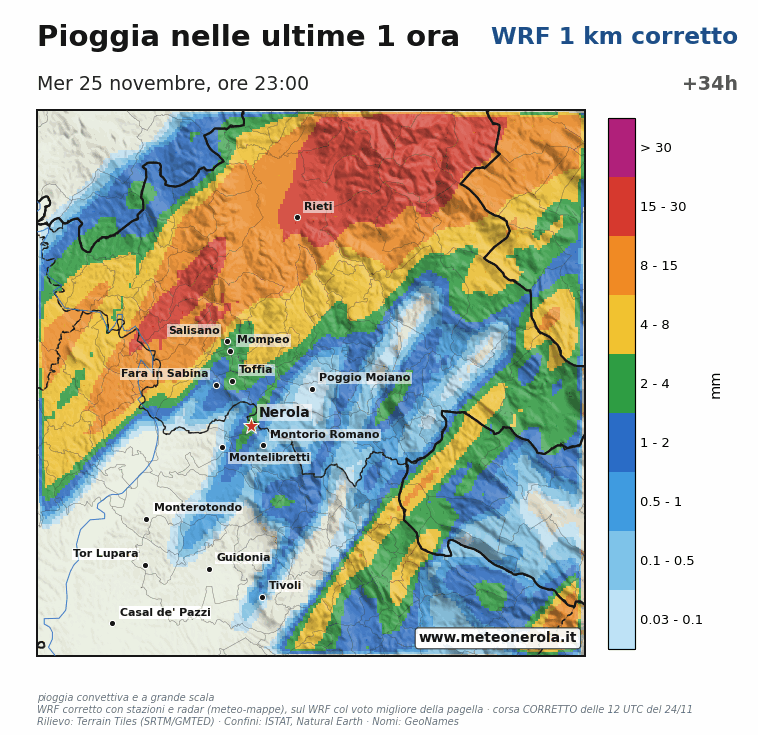 Pioggia nelle ultime 1 ora
WRF 1 km corretto
Mer 25 novembre, ore 23:00
+34h
Rieti
Salisano
Mompeo
Fara in Sabina
Toffia
Poggio Moiano
Nerola
Montorio Romano
Montelibretti
Monterotondo
Tor Lupara
Guidonia
Tivoli
Casal de' Pazzi
www.meteonerola.it
> 30
15 - 30
8 - 15
4 - 8
2 - 4
1 - 2
0.5 - 1
0.1 - 0.5
0.03 - 0.1
mm
pioggia convettiva e a grande scala
WRF corretto con stazioni e radar (meteo-mappe), sul WRF col voto migliore della pagella · corsa CORRETTO delle 12 UTC del 24/11
Rilievo: Terrain Tiles (SRTM/GMTED) · Confini: ISTAT, Natural Earth · Nomi: GeoNames